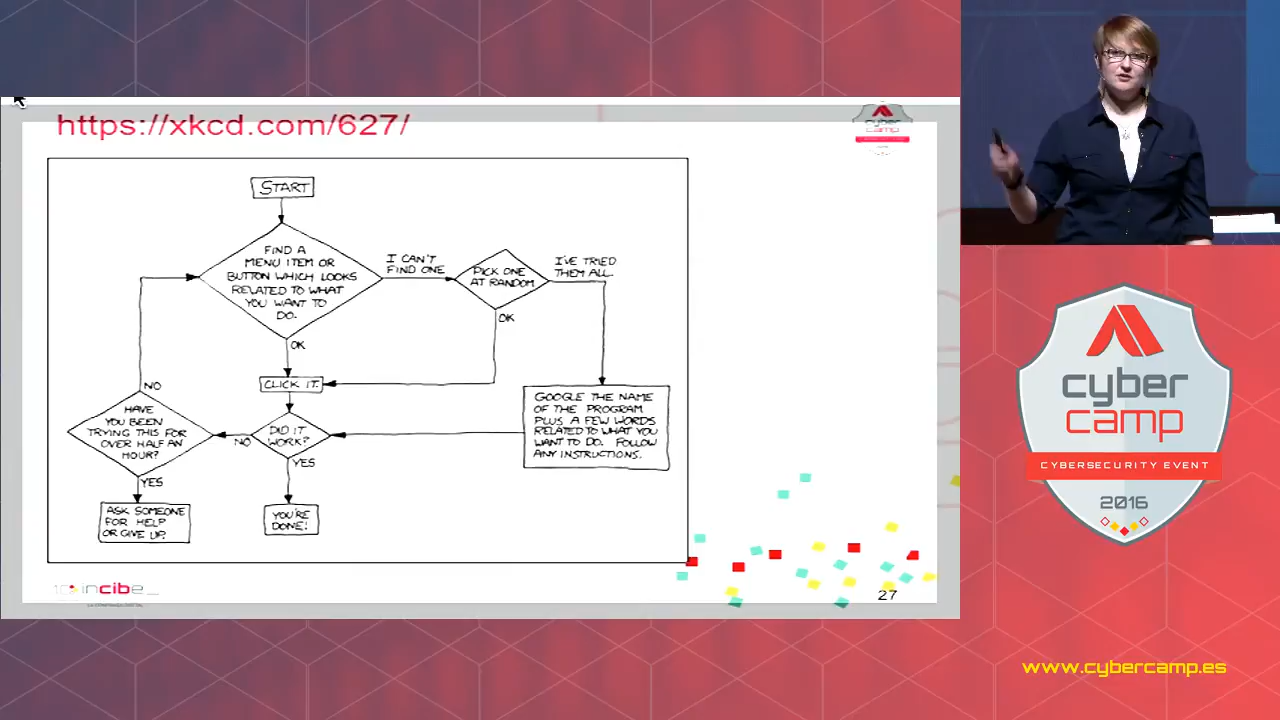 https://xkcd.com/627/
cyber
camp
START
FIND A
MENU ITEM OR
BUTTON WHICH LOOKS
RELATED TO WHAT
YOU WANT TO
DO.
I CAN'T
FIND ONE
PICK ONE
AT RANDOM
I'VE TRIED
THEM ALL.
OK
OK
CLICK IT.
NO
HAVE
YOU BEEN
TRYING THIS FOR
OVER HALF AN
HOUR?
NO
DID IT
WORK?
GOOGLE THE NAME
OF THE PROGRAM
PLUS A FEW WORDS
RELATED TO WHAT YOU
WANT TO DO. FOLLOW
ANY INSTRUCTIONS.
YES
YES
ASK SOMEONE
FOR HELP
OR GIVE UP.
YOU'RE
DONE!
incibe_
27
cyber
camp
CYBERSECURITY EVENT
2016
www.cybercamp.es